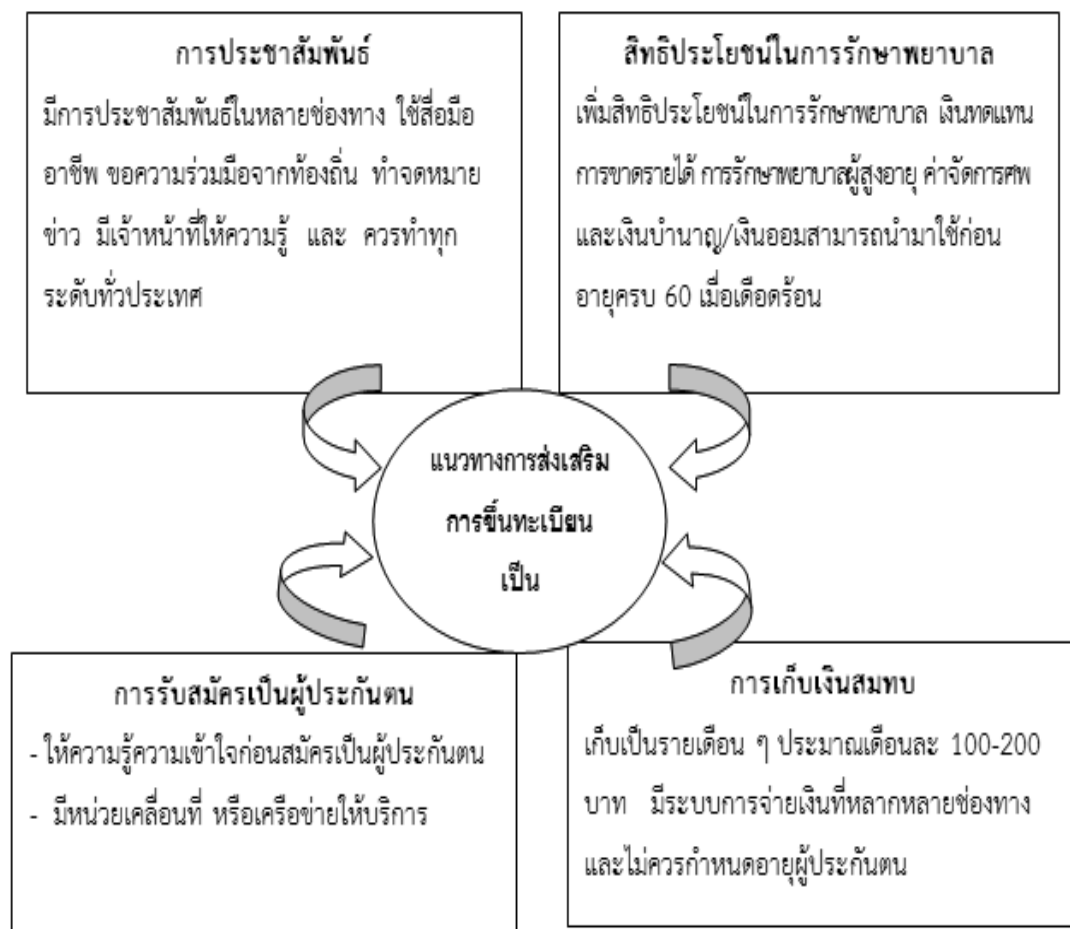 การประชาสัมพันธ์
มีการประชาสัมพันธ์ในหลายช่องทาง ใช้สื่อมือ
อาชีพ ขอความร่วมมือจากท้องถิ่น ทำจดหมาย
ข่าว มีเจ้าหน้าที่ให้ความรู้ และ ควรทำทุก
ระดับทั่วประเทศ
สิทธิประโยชน์ในการรักษาพยาบาล
เพิ่มสิทธิประโยชน์ในการรักษาพยาบาล เงินทดแทน
การขาดรายได้ การรักษาพยาบาลผู้สูงอายุ ค่าจัดการศพ
และเงินบำนาญ/เงินออมสามารถนำมาใช้ก่อน
อายุครบ 60 เมื่อเดือดร้อน
แนวทางการส่งเสริม
การขึ้นทะเบียน
เป็น
การรับสมัครเป็นผู้ประกันตน
- ให้ความรู้ความเข้าใจก่อนสมัครเป็นผู้ประกันตน
- มีหน่วยเคลื่อนที่ หรือเครือข่ายให้บริการ
การเก็บเงินสมทบ
เก็บเป็นรายเดือน ๆ ประมาณเดือนละ 100-200
บาท มีระบบการจ่ายเงินที่หลากหลายช่องทาง
และไม่ควรกำหนดอายุผู้ประกันตน